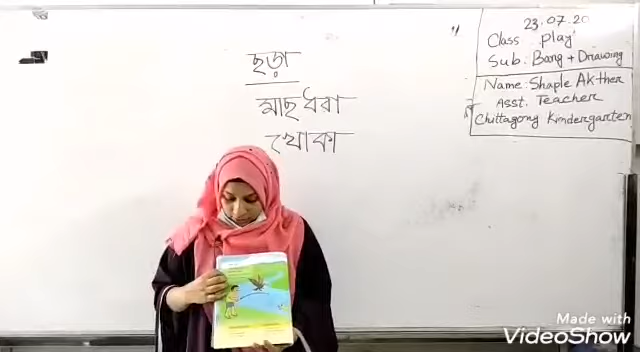 ছড়া
মাছ ধরা
খোকা
23.07.20
Class : Play
Sub : Bang + Driawing
Name : Shaple Akther
Asst. Teacher
Chittagong Kindergarten
Made with
VideoShow